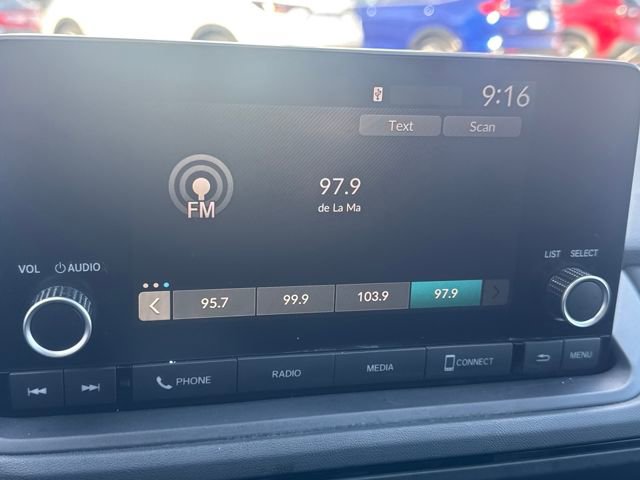 9:16
Text Scan
FM
97.9
de La Ma
VOL AUDIO
LIST SELECT
95.7 99.9 103.9 97.9
PHONE RADIO MEDIA CONNECT MENU